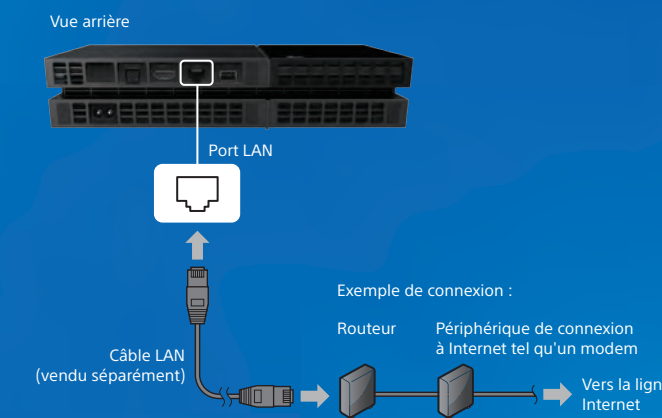 Vue arrière
Port LAN
Exemple de connexion :
Routeur
Périphérique de connexion
à Internet tel qu'un modem
Câble LAN
(vendu séparément)
Vers la lign
Internet